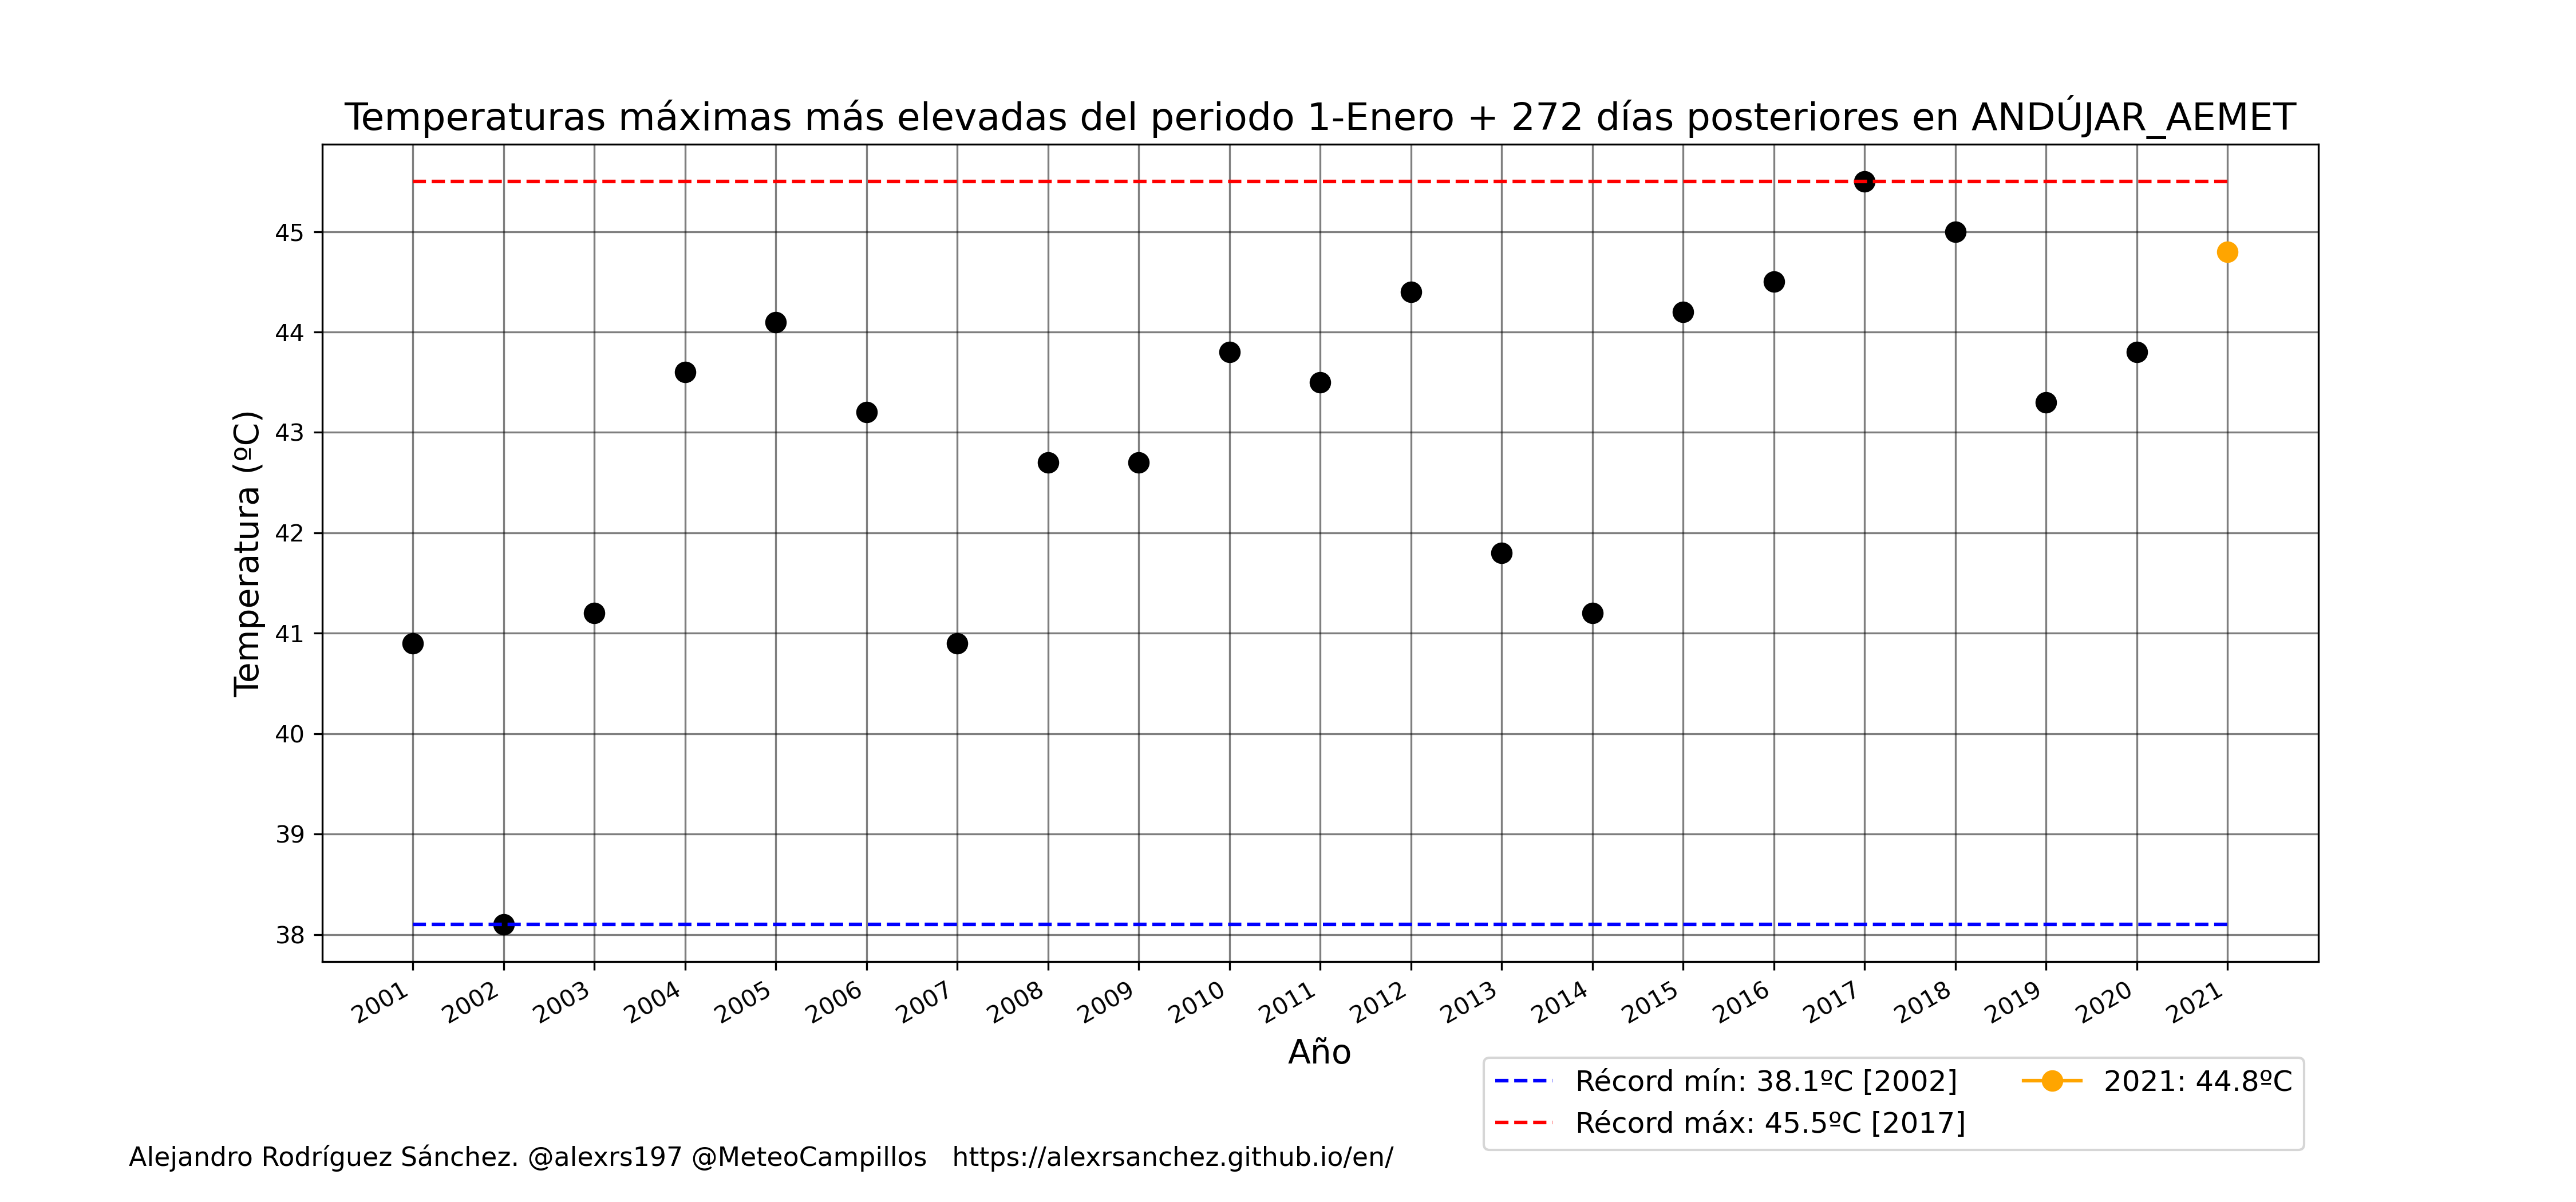 Temperaturas máximas más elevadas del periodo 1-Enero + 272 días posteriores en ANDÚJAR_AEMET
Temperatura (ºC)
45
44
43
42
41
40
39
38
2001 2002 2003 2004 2005 2006 2007 2008 2009 2010 2011 2012 2013 2014 2015 2016 2017 2018 2019 2020 2021
Año
Récord mín: 38.1ºC [2002]
Récord máx: 45.5ºC [2017]
2021: 44.8ºC
Alejandro Rodríguez Sánchez. @alexrs197 @MeteoCampillos https://alexrsanchez.github.io/en/